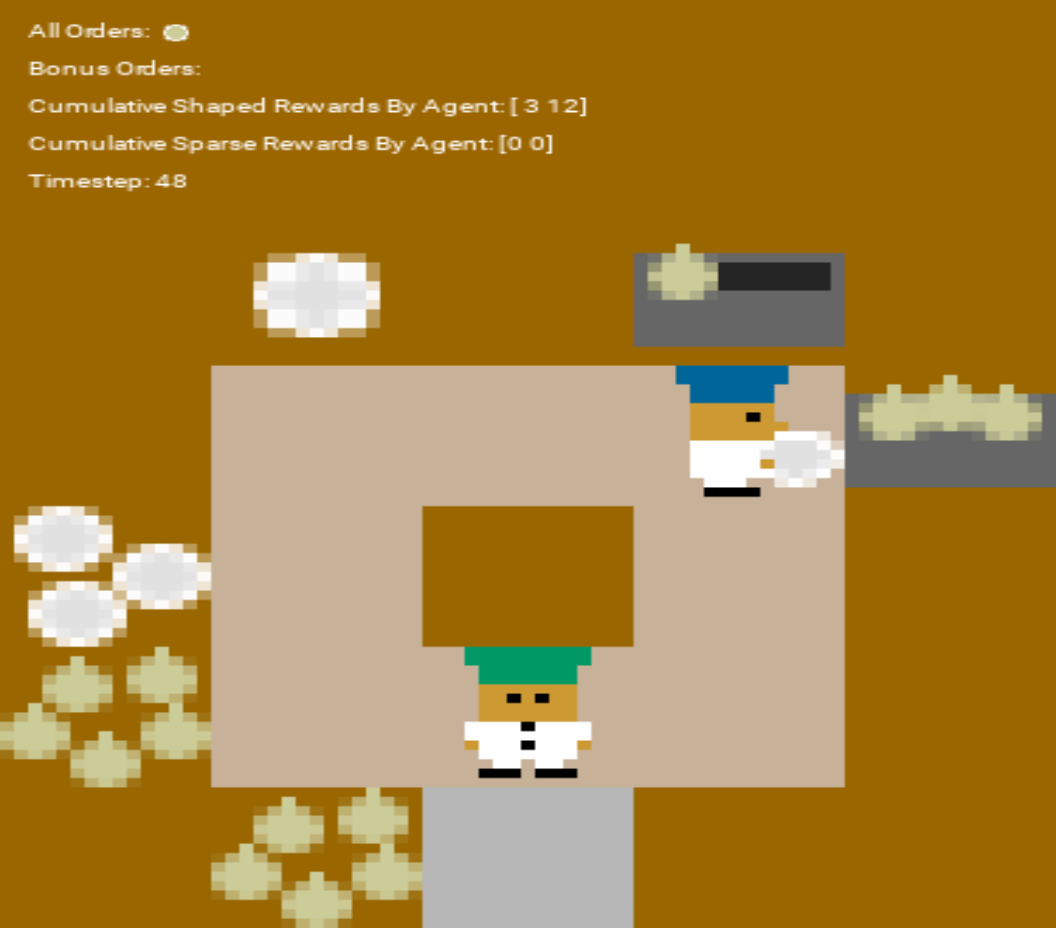 All Orders:
Bonus Orders:
Cumulative Shaped Rewards By Agent: [ 3 12]
Cumulative Sparse Rewards By Agent: [0 0]
Timestep: 48